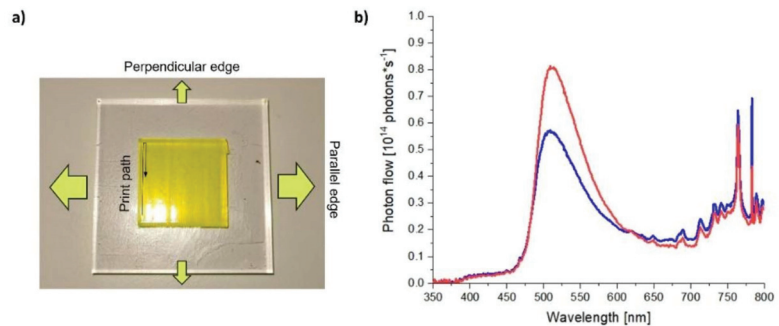 a)
Perpendicular edge
Print path
Parallel edge
b)
Photon flow [10¹⁴ photons*s⁻¹]
1.0
0.9
0.8
0.7
0.6
0.5
0.4
0.3
0.2
0.1
0.0
350 400 450 500 550 600 650 700 750 800
Wavelength [nm]